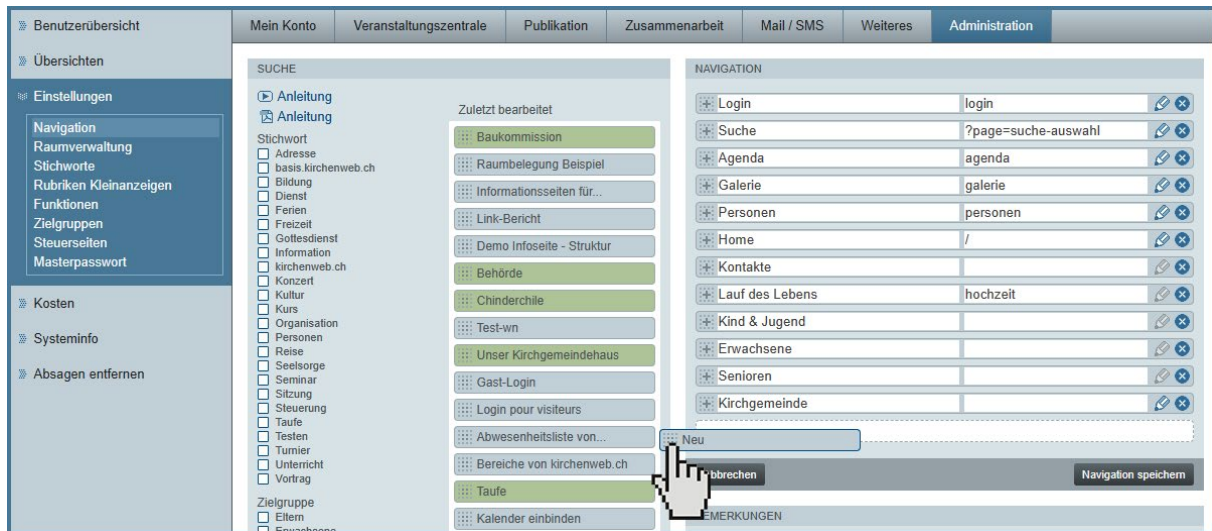 Benutzerübersicht
Übersichten
Einstellungen
Navigation
Raumverwaltung
Stichworte
Rubriken Kleinanzeigen
Funktionen
Zielgruppen
Steuerseiten
Masterpasswort
Kosten
Systeminfo
Absagen entfernen
Mein Konto Veranstaltungszentrale Publikation Zusammenarbeit Mail / SMS Weiteres Administration
SUCHE
Anleitung
Anleitung
Stichwort
Adresse
basis.kirchenweb.ch
Bildung
Dienst
Ferien
Freizeit
Gottesdienst
Information
kirchenweb.ch
Konzert
Kultur
Kurs
Organisation
Personen
Reise
Seelsorge
Seminar
Sitzung
Steuerung
Taufe
Testen
Turnier
Unterricht
Vortrag
Zielgruppe
Eltern
Erwachsene
Zuletzt bearbeitet
Baukommission
Raumbelegung Beispiel
Informationsseiten für...
Link-Bericht
Demo Infoseite - Struktur
Behörde
Chinderchile
Test-wn
Unser Kirchgemeindehaus
Gast-Login
Login pour visiteurs
Abwesenheitsliste von...
Bereiche von kirchenweb.ch
Taufe
Kalender einbinden
NAVIGATION
Login login
Suche ?page=suche-auswahl
Agenda agenda
Galerie galerie
Personen personen
Home /
Kontakte
Lauf des Lebens hochzeit
Kind & Jugend
Erwachsene
Senioren
Kirchgemeinde
Neu
Navigation speichern